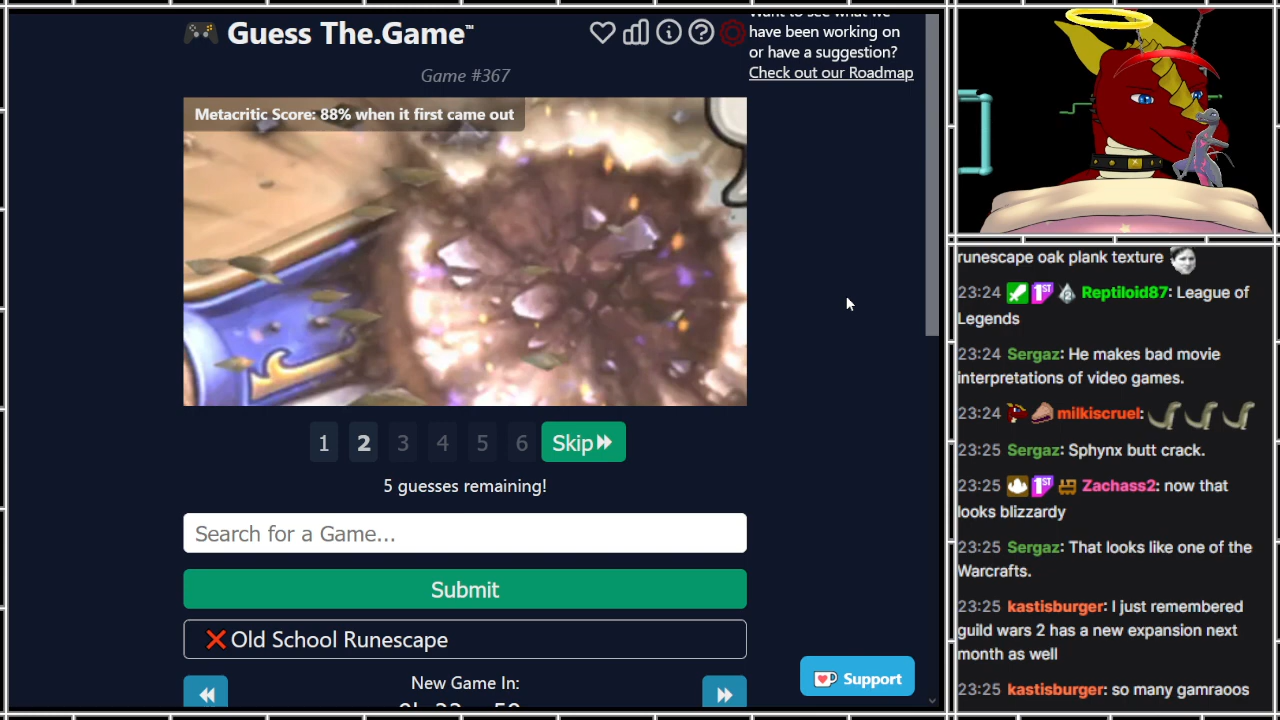 Guess The.Game™
Want to see what we
have been working on
or have a suggestion?
Check out our Roadmap
Game #367
Metacritic Score: 88% when it first came out
1 2 3 4 5 6 Skip
5 guesses remaining!
Search for a Game...
Submit
❌ Old School Runescape
New Game In:
Support
runescape oak plank texture
23:24 Reptiloid87: League of
Legends
23:24 Sergaz: He makes bad movie
interpretations of video games.
23:24 milkiscruel:
23:25 Sergaz: Sphynx butt crack.
23:25 Zachass2: now that
looks blizzardy
23:25 Sergaz: That looks like one of the
Warcrafts.
23:25 kastisburger: I just remembered
guild wars 2 has a new expansion next
month as well
23:25 kastisburger: so many gamraoos